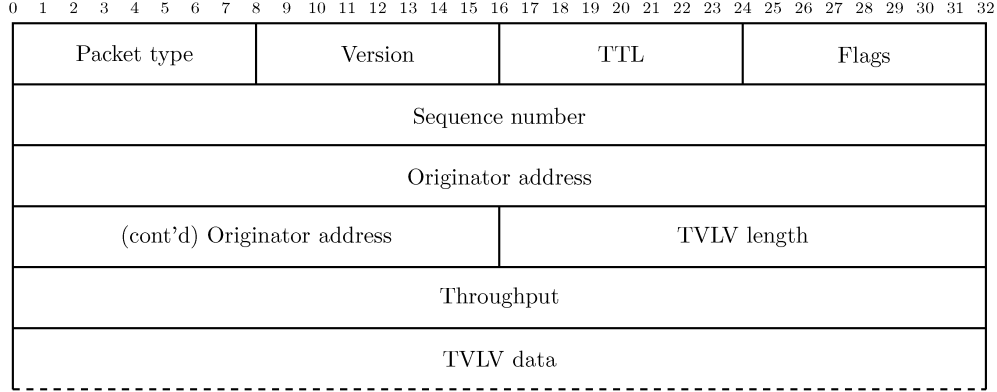 0 1 2 3 4 5 6 7 8 9 10 11 12 13 14 15 16 17 18 19 20 21 22 23 24 25 26 27 28 29 30 31 32
Packet type Version TTL Flags
Sequence number
Originator address
(cont'd) Originator address TVLV length
Throughput
TVLV data